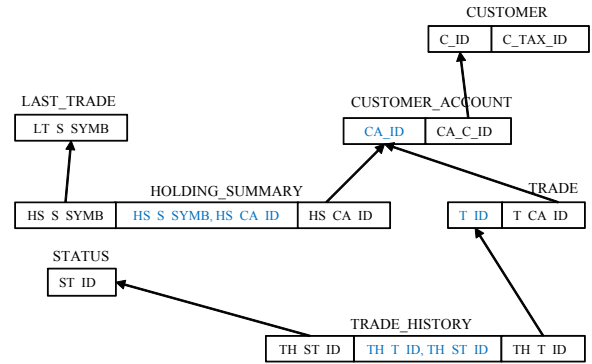 CUSTOMER
C_ID C_TAX_ID
LAST_TRADE
LT S SYMB
CUSTOMER_ACCOUNT
CA_ID CA_C_ID
HOLDING_SUMMARY
HS S SYMB HS S SYMB, HS CA ID HS CA ID
TRADE
T ID T CA ID
STATUS
ST ID
TRADE_HISTORY
TH ST ID TH T ID, TH ST ID TH T ID